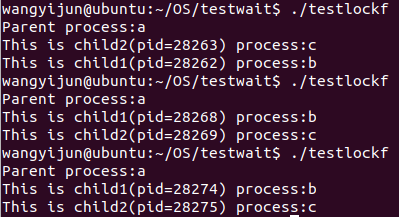 wangyijun@ubuntu:~/OS/testwait$ ./testlockf
Parent process:a
This is child2(pid=28263) process:c
This is child1(pid=28262) process:b
wangyijun@ubuntu:~/OS/testwait$ ./testlockf
Parent process:a
This is child1(pid=28268) process:b
This is child2(pid=28269) process:c
wangyijun@ubuntu:~/OS/testwait$ ./testlockf
Parent process:a
This is child1(pid=28274) process:b
This is child2(pid=28275) process:c